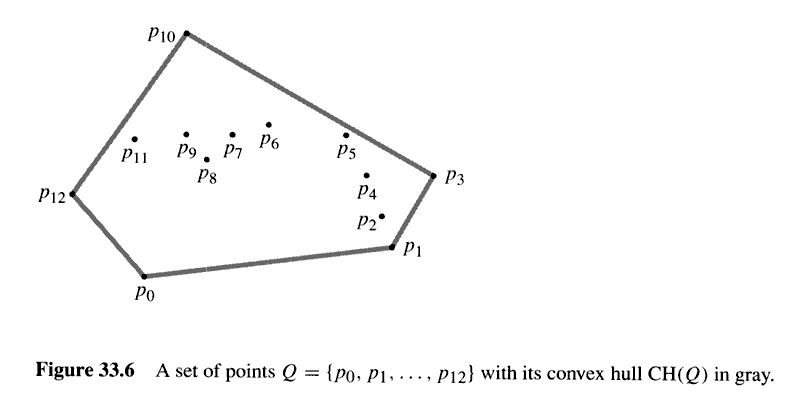 p10
p6
p11
p9
p7
p5
p8
p3
p4
p12
p2
p1
p0
Figure 33.6 A set of points Q = {p0, p1, . . . , p12} with its convex hull CH(Q) in gray.